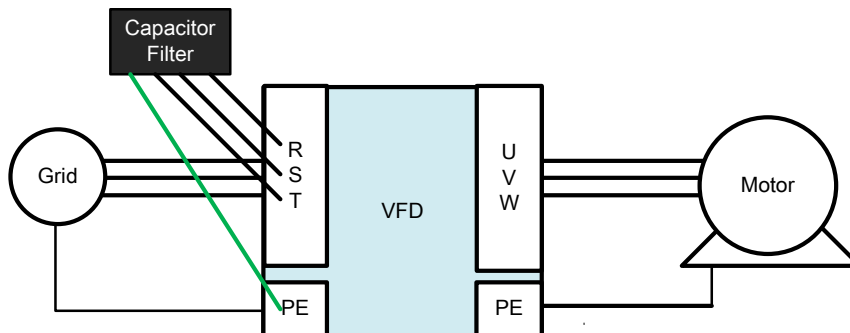 Capacitor
Filter
Grid
R
S
T
VFD
U
V
W
Motor
PE
PE